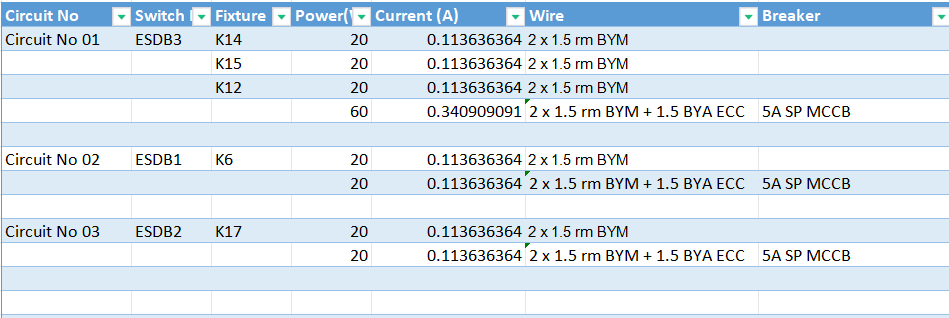 Circuit No Switch Fixture Power( Current (A) Wire Breaker
Circuit No 01 ESDB3 K14 20 0.113636364 2 x 1.5 rm BYM
K15 20 0.113636364 2 x 1.5 rm BYM
K12 20 0.113636364 2 x 1.5 rm BYM
60 0.340909091 2 x 1.5 rm BYM + 1.5 BYA ECC 5A SP MCCB
Circuit No 02 ESDB1 K6 20 0.113636364 2 x 1.5 rm BYM
20 0.113636364 2 x 1.5 rm BYM + 1.5 BYA ECC 5A SP MCCB
Circuit No 03 ESDB2 K17 20 0.113636364 2 x 1.5 rm BYM
20 0.113636364 2 x 1.5 rm BYM + 1.5 BYA ECC 5A SP MCCB